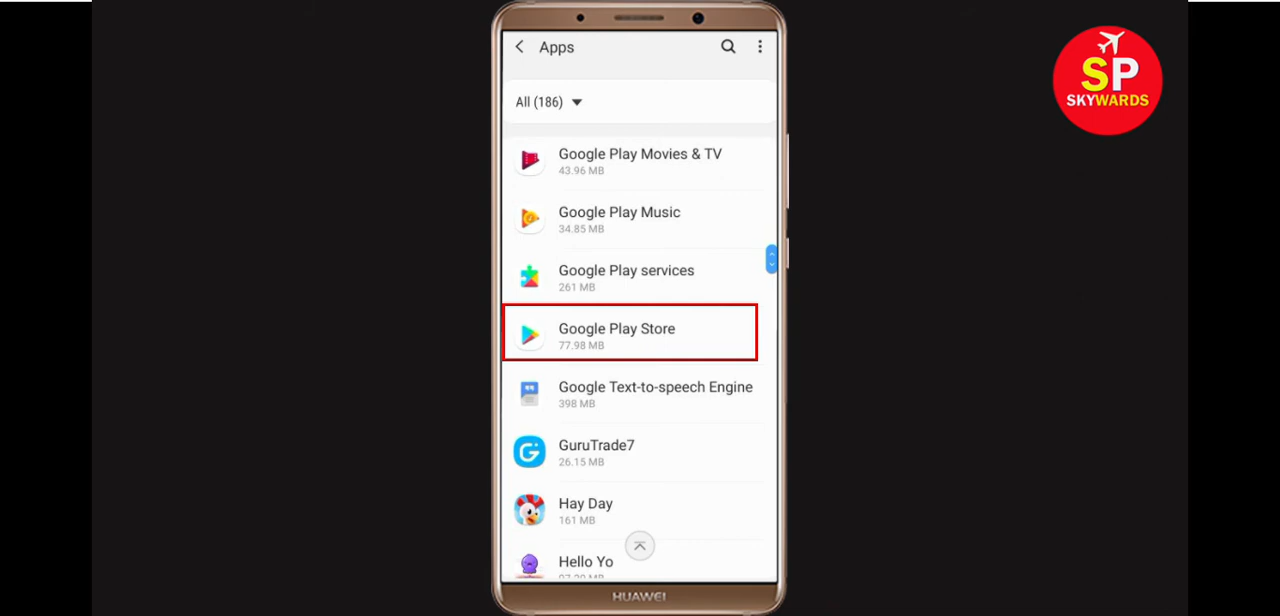 Apps
All (186)
Google Play Movies & TV
43.96 MB
Google Play Music
34.85 MB
Google Play services
261 MB
Google Play Store
77.98 MB
Google Text-to-speech Engine
398 MB
GuruTrade7
26.15 MB
Hay Day
161 MB
Hello Yo
HUAWEI
SP
SKYWARDS